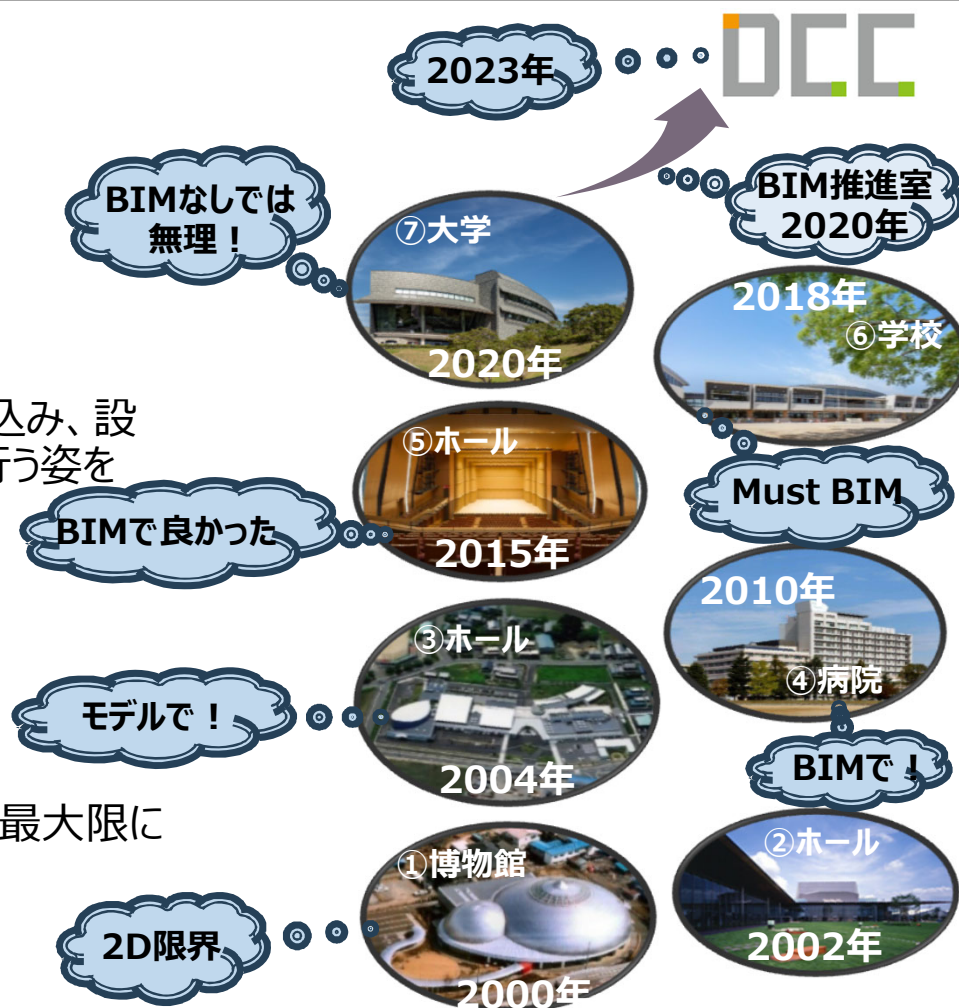 2023年
DCC
BIMなしでは
無理！
BIM推進室
2020年
⑦大学
2020年
2018年
⑥学校
込み、設
行う姿を
⑤ホール
2015年
BIMで良かった
Must BIM
2010年
④病院
③ホール
2004年
モデルで！
BIMで！
最大限に
①博物館
2000年
②ホール
2002年
2D限界